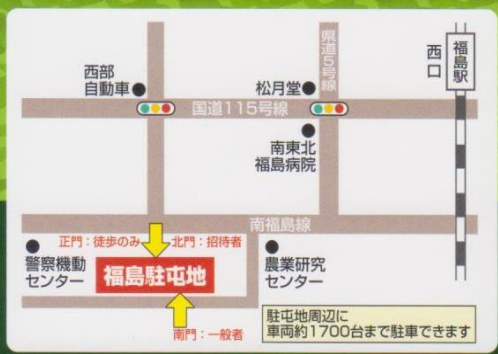 県道5号線
福島駅
西口
西部
自動車
松月堂
国道115号線
南東北
福島病院
南福島線
正門：徒歩のみ
北門：招待者
警察機動
センター
福島駐屯地
農業研究
センター
南門：一般者
駐屯地周辺に
車両約1700台まで駐車できます